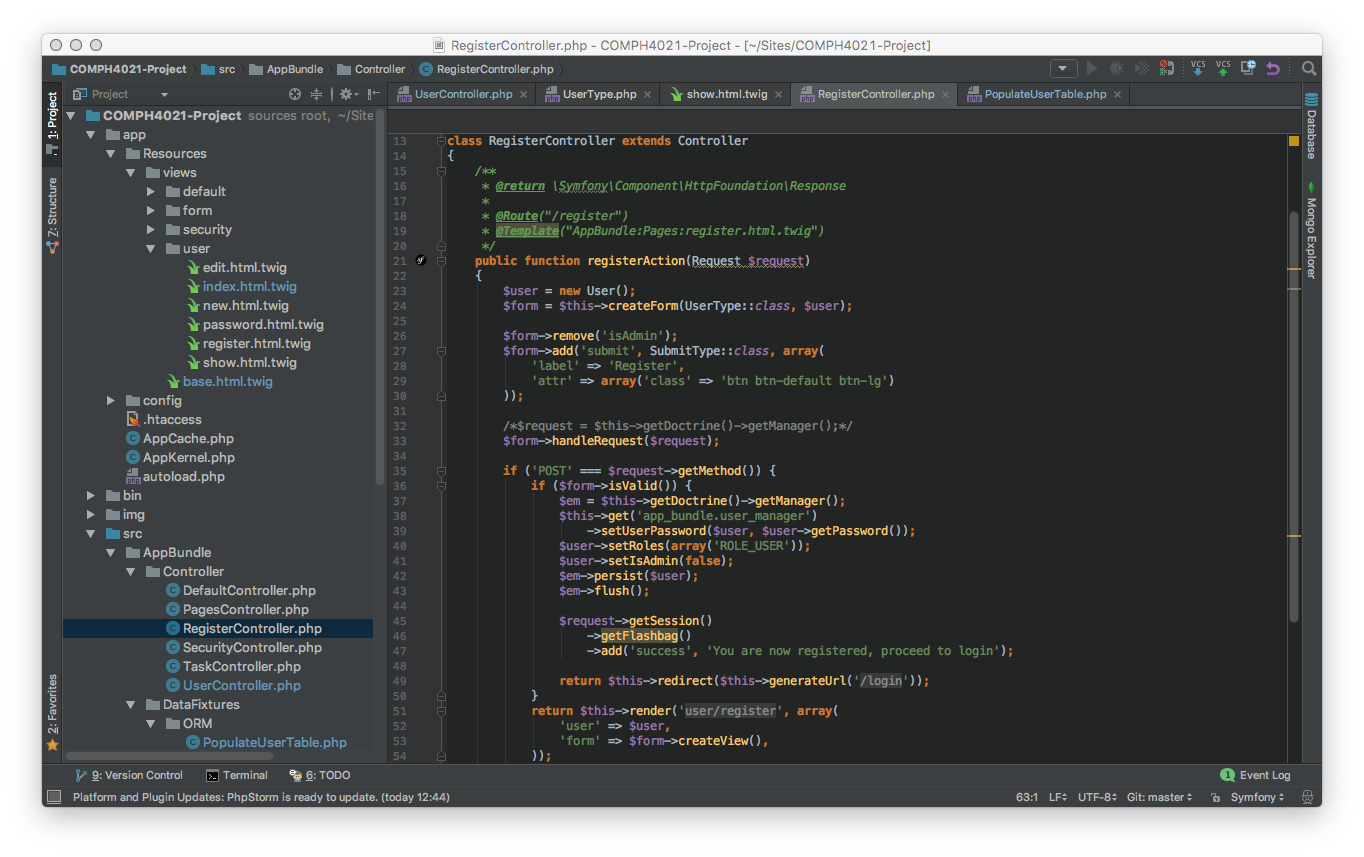 RegisterController.php - COMPH4021-Project - [~/Sites/COMPH4021-Project]
COMPH4021-Project src AppBundle Controller RegisterController.php
VCS VCS
Project
UserController.php UserType.php show.html.twig RegisterController.php PopulateUserTable.php
1: Project
7: Structure
2: Favorites
COMPH4021-Project sources root, ~/Site
app
Resources
views
default
form
security
user
edit.html.twig
index.html.twig
new.html.twig
password.html.twig
register.html.twig
show.html.twig
base.html.twig
config
.htaccess
AppCache.php
AppKernel.php
autoload.php
bin
img
src
AppBundle
Controller
DefaultController.php
PagesController.php
RegisterController.php
SecurityController.php
TaskController.php
UserController.php
DataFixtures
ORM
PopulateUserTable.php
13 class RegisterController extends Controller
14 {
15 /**
16 * @return \Symfony\Component\HttpFoundation\Response
17 *
18 * @Route("/register")
19 * @Template("AppBundle:Pages:register.html.twig")
20 */
21 public function registerAction(Request $request)
22 {
23 $user = new User();
24 $form = $this->createForm(UserType::class, $user);
25
26 $form->remove('isAdmin');
27 $form->add('submit', SubmitType::class, array(
28 'label' => 'Register',
29 'attr' => array('class' => 'btn btn-default btn-lg')
30 ));
31
32 /*$request = $this->getDoctrine()->getManager();*/
33 $form->handleRequest($request);
34
35 if ('POST' === $request->getMethod()) {
36 if ($form->isValid()) {
37 $em = $this->getDoctrine()->getManager();
38 $this->get('app_bundle.user_manager')
39 ->setUserPassword($user, $user->getPassword());
40 $user->setRoles(array('ROLE_USER'));
41 $user->setIsAdmin(false);
42 $em->persist($user);
43 $em->flush();
44
45 $request->getSession()
46 ->getFlashbag()
47 ->add('success', 'You are now registered, proceed to login');
48
49 return $this->redirect($this->generateUrl('/login'));
50 }
51 return $this->render('user/register', array(
52 'user' => $user,
53 'form' => $form->createView(),
54 ));
Database
Mongo Explorer
9: Version Control Terminal 6: TODO 1 Event Log
Platform and Plugin Updates: PhpStorm is ready to update. (today 12:44) 63:1 LF UTF-8 Git: master Symfony